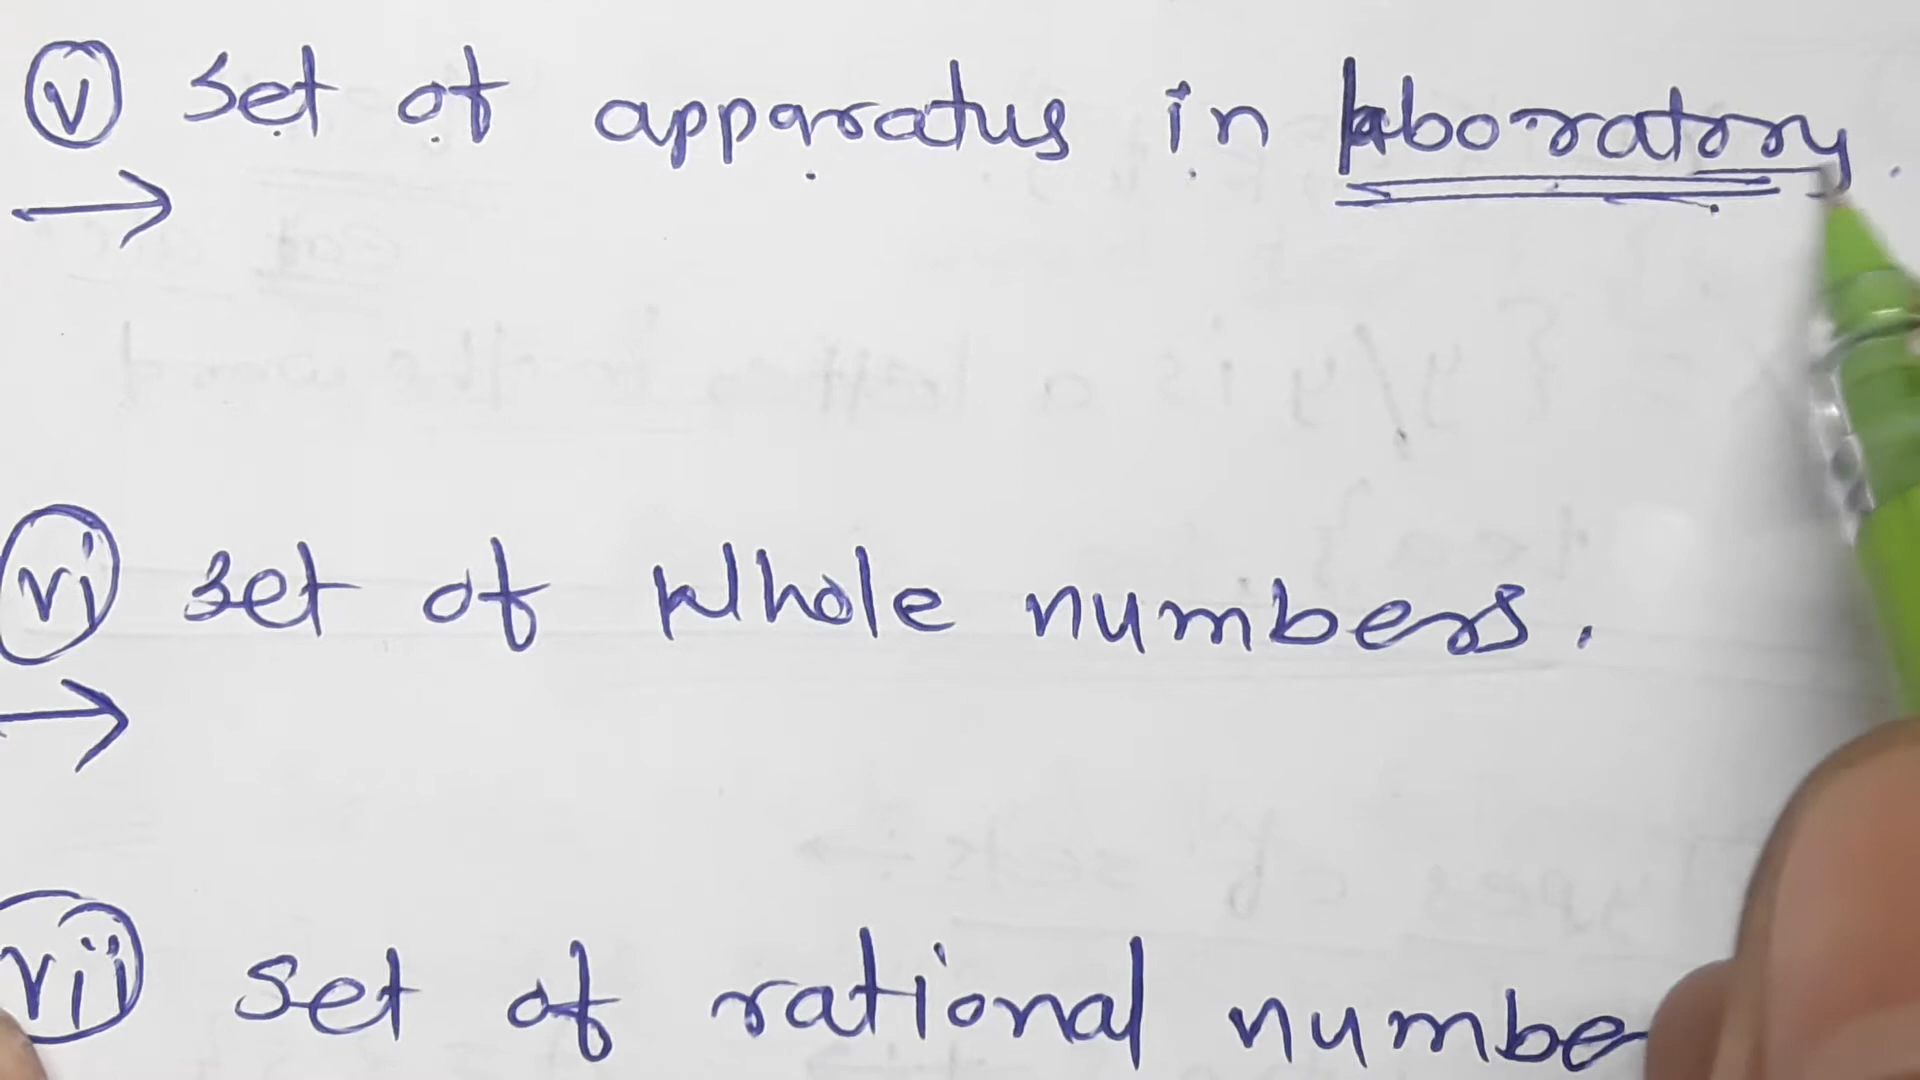 (v) Set of apparatus in laboratory.
→
(vi) Set of Whole numbers.
→
(vii) Set of rational numbe